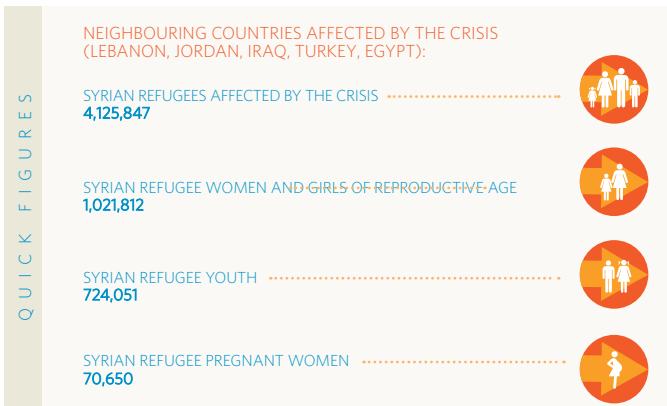 QUICK FIGURES
NEIGHBOURING COUNTRIES AFFECTED BY THE CRISIS
(LEBANON, JORDAN, IRAQ, TURKEY, EGYPT):
SYRIAN REFUGEES AFFECTED BY THE CRISIS
4,125,847
SYRIAN REFUGEE WOMEN AND GIRLS OF REPRODUCTIVE AGE
1,021,812
SYRIAN REFUGEE YOUTH
724,051
SYRIAN REFUGEE PREGNANT WOMEN
70,650